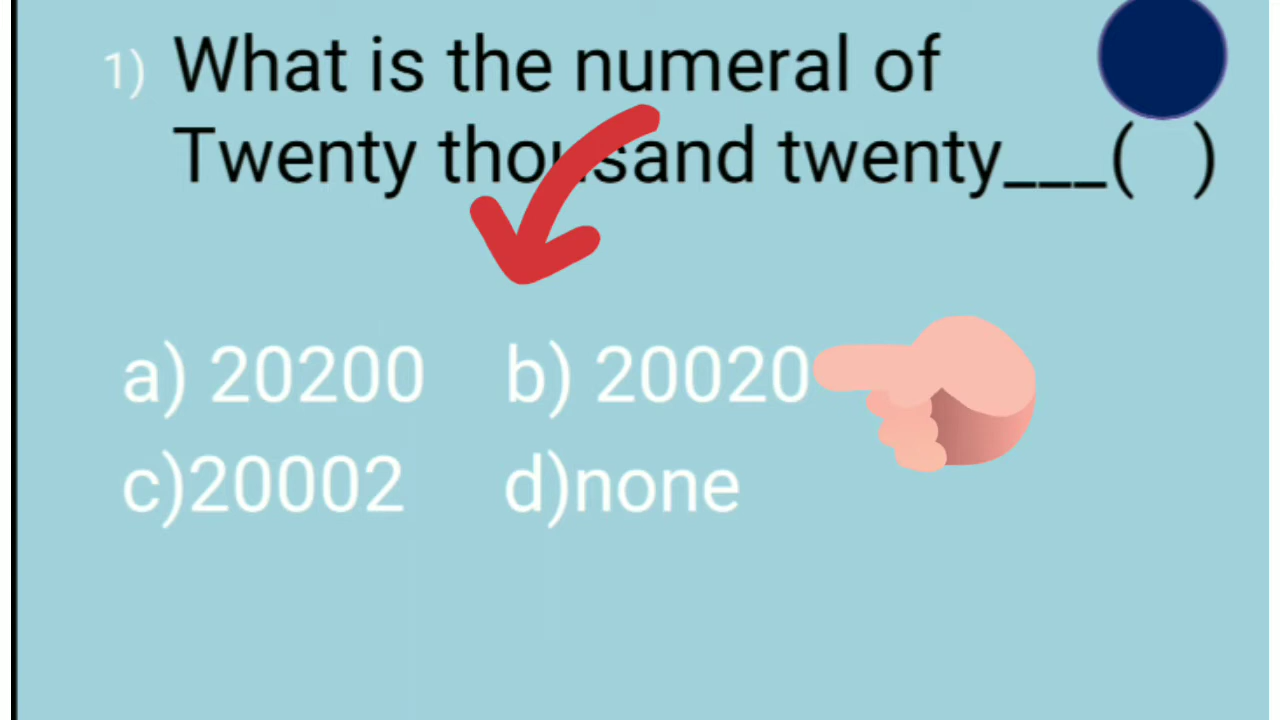 1) What is the numeral of
Twenty thousand twenty___( )
a) 20200 b) 20020
c)20002 d)none